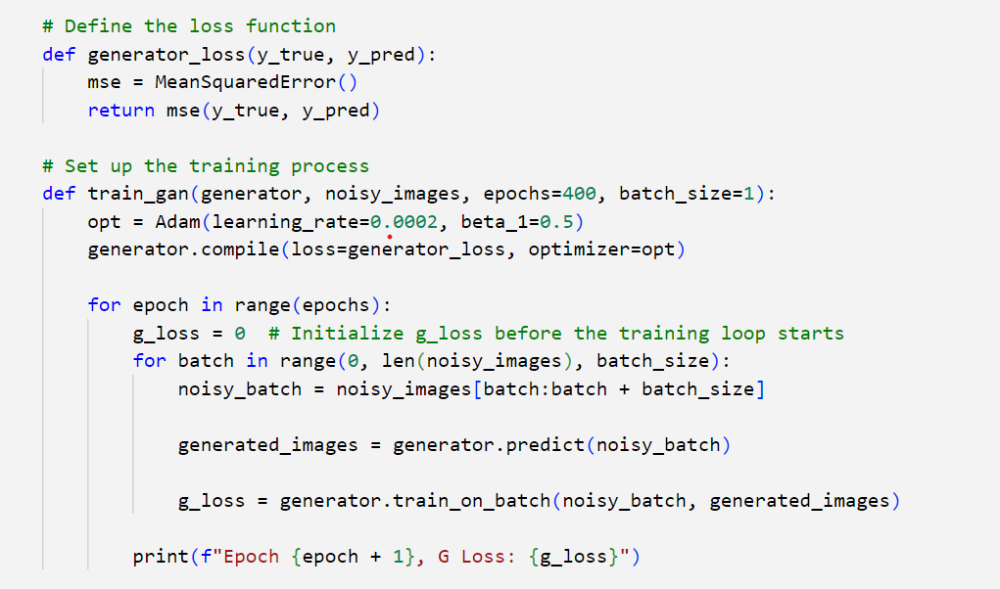 # Define the loss function
def generator_loss(y_true, y_pred):
    mse = MeanSquaredError()
    return mse(y_true, y_pred)

# Set up the training process
def train_gan(generator, noisy_images, epochs=400, batch_size=1):
    opt = Adam(learning_rate=0.0002, beta_1=0.5)
    generator.compile(loss=generator_loss, optimizer=opt)

    for epoch in range(epochs):
        g_loss = 0  # Initialize g_loss before the training loop starts
        for batch in range(0, len(noisy_images), batch_size):
            noisy_batch = noisy_images[batch:batch + batch_size]

            generated_images = generator.predict(noisy_batch)

            g_loss = generator.train_on_batch(noisy_batch, generated_images)

        print(f"Epoch {epoch + 1}, G Loss: {g_loss}")